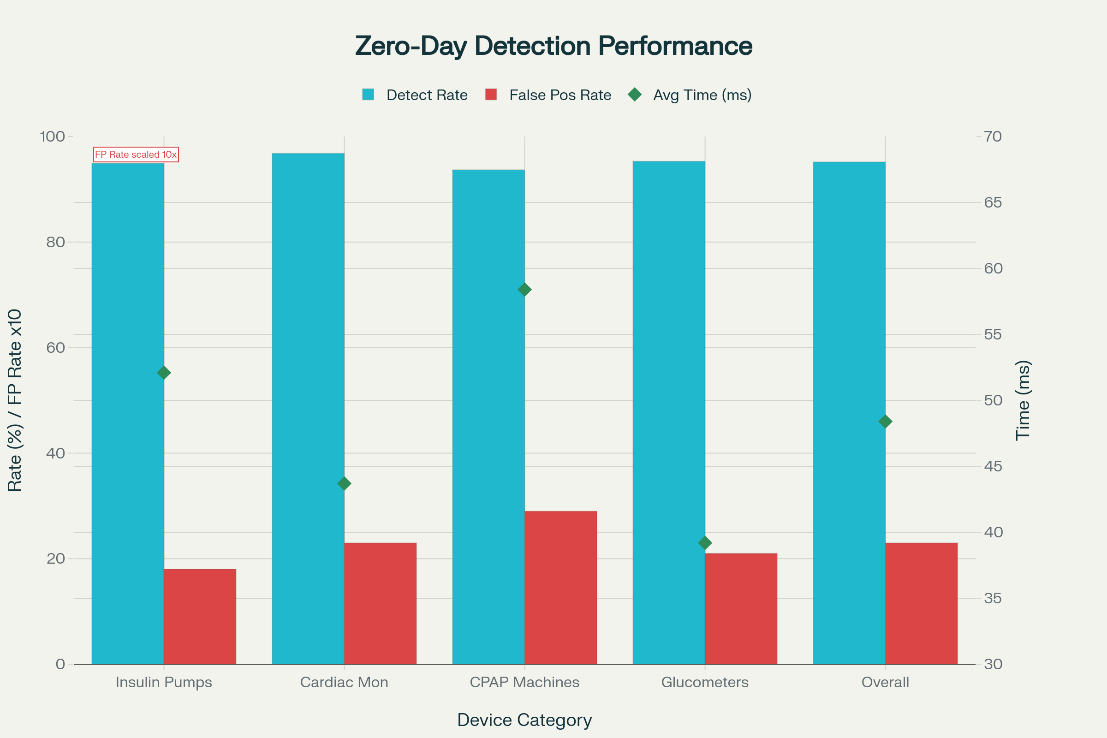 Zero-Day Detection Performance
Detect Rate False Pos Rate Avg Time (ms)
FP Rate scaled 10x
Rate (%) / FP Rate x10
100
80
60
40
20
0
70
65
60
55
50
45
40
35
30
Time (ms)
Insulin Pumps Cardiac Mon CPAP Machines Glucometers Overall
Device Category